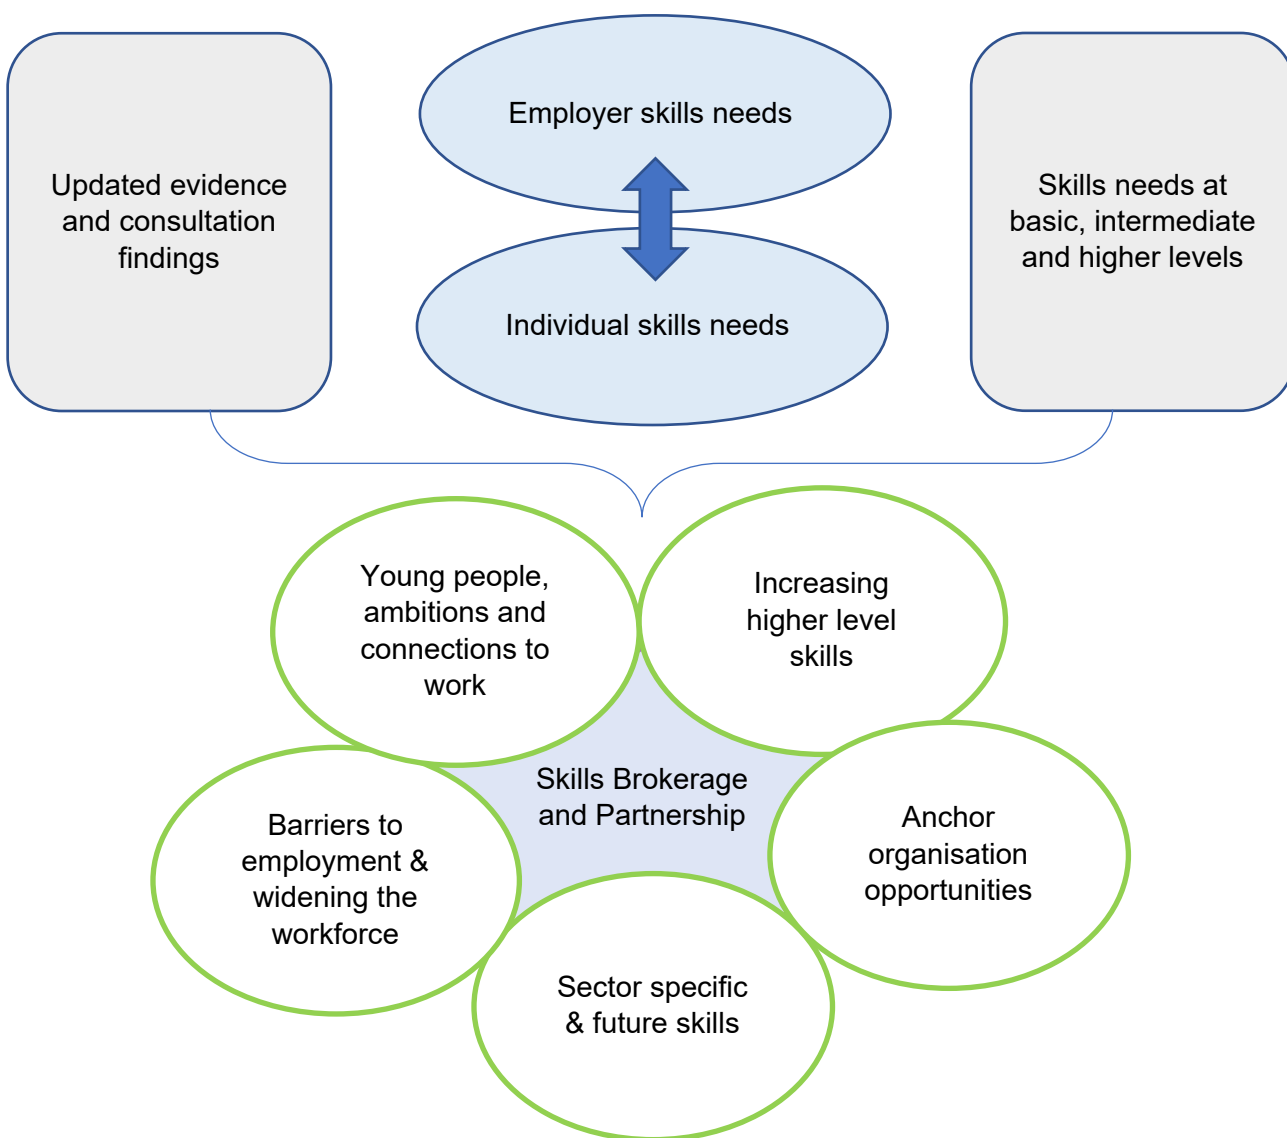 Updated evidence
and consultation
findings
Employer skills needs
Individual skills needs
Skills needs at
basic, intermediate
and higher levels
Young people,
ambitions and
connections to
work
Increasing
higher level
skills
Skills Brokerage
and Partnership
Barriers to
employment &
widening the
workforce
Anchor
organisation
opportunities
Sector specific
& future skills